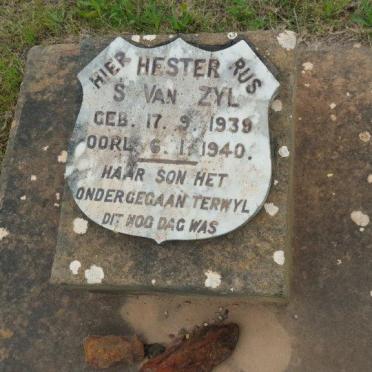 HIER HESTER RUS
S VAN ZYL
GEB. 17. 9. 1939
OORL. 6. 1. 1940.
HAAR SON HET
ONDERGEGAAN TERWYL
DIT NOG DAG WAS